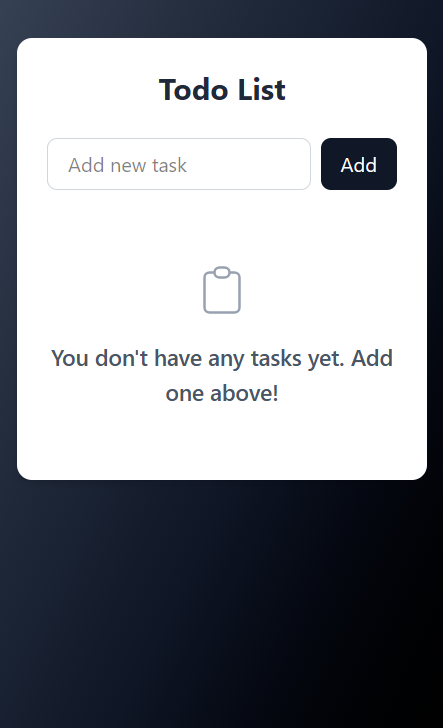 Todo List
Add new task
Add
You don't have any tasks yet. Add
one above!